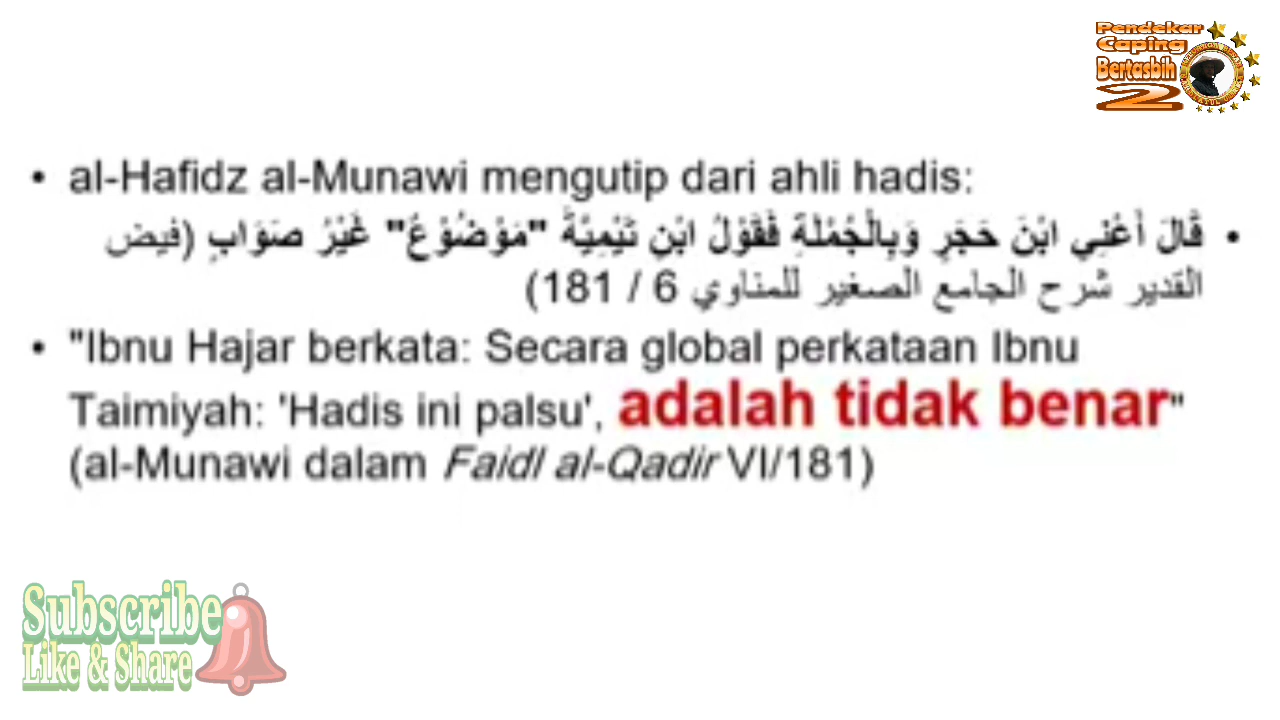 Pendekar
Caping
Bertasbih
2
• al-Hafidz al-Munawi mengutip dari ahli hadis:
• قَالَ أَعْنِي ابْنَ حَجَرٍ وَبِالْجُمْلَةِ فَقَوْلُ ابْنِ تَيْمِيَّةَ "مَوْضُوْعٌ" غَيْرُ صَوَابٍ (فيض
القدير شرح الجامع الصغير للمناوي 6 / 181)
• "Ibnu Hajar berkata: Secara global perkataan Ibnu
Taimiyah: 'Hadis ini palsu', adalah tidak benar"
(al-Munawi dalam Faidl al-Qadir VI/181)
Subscribe
Like & Share